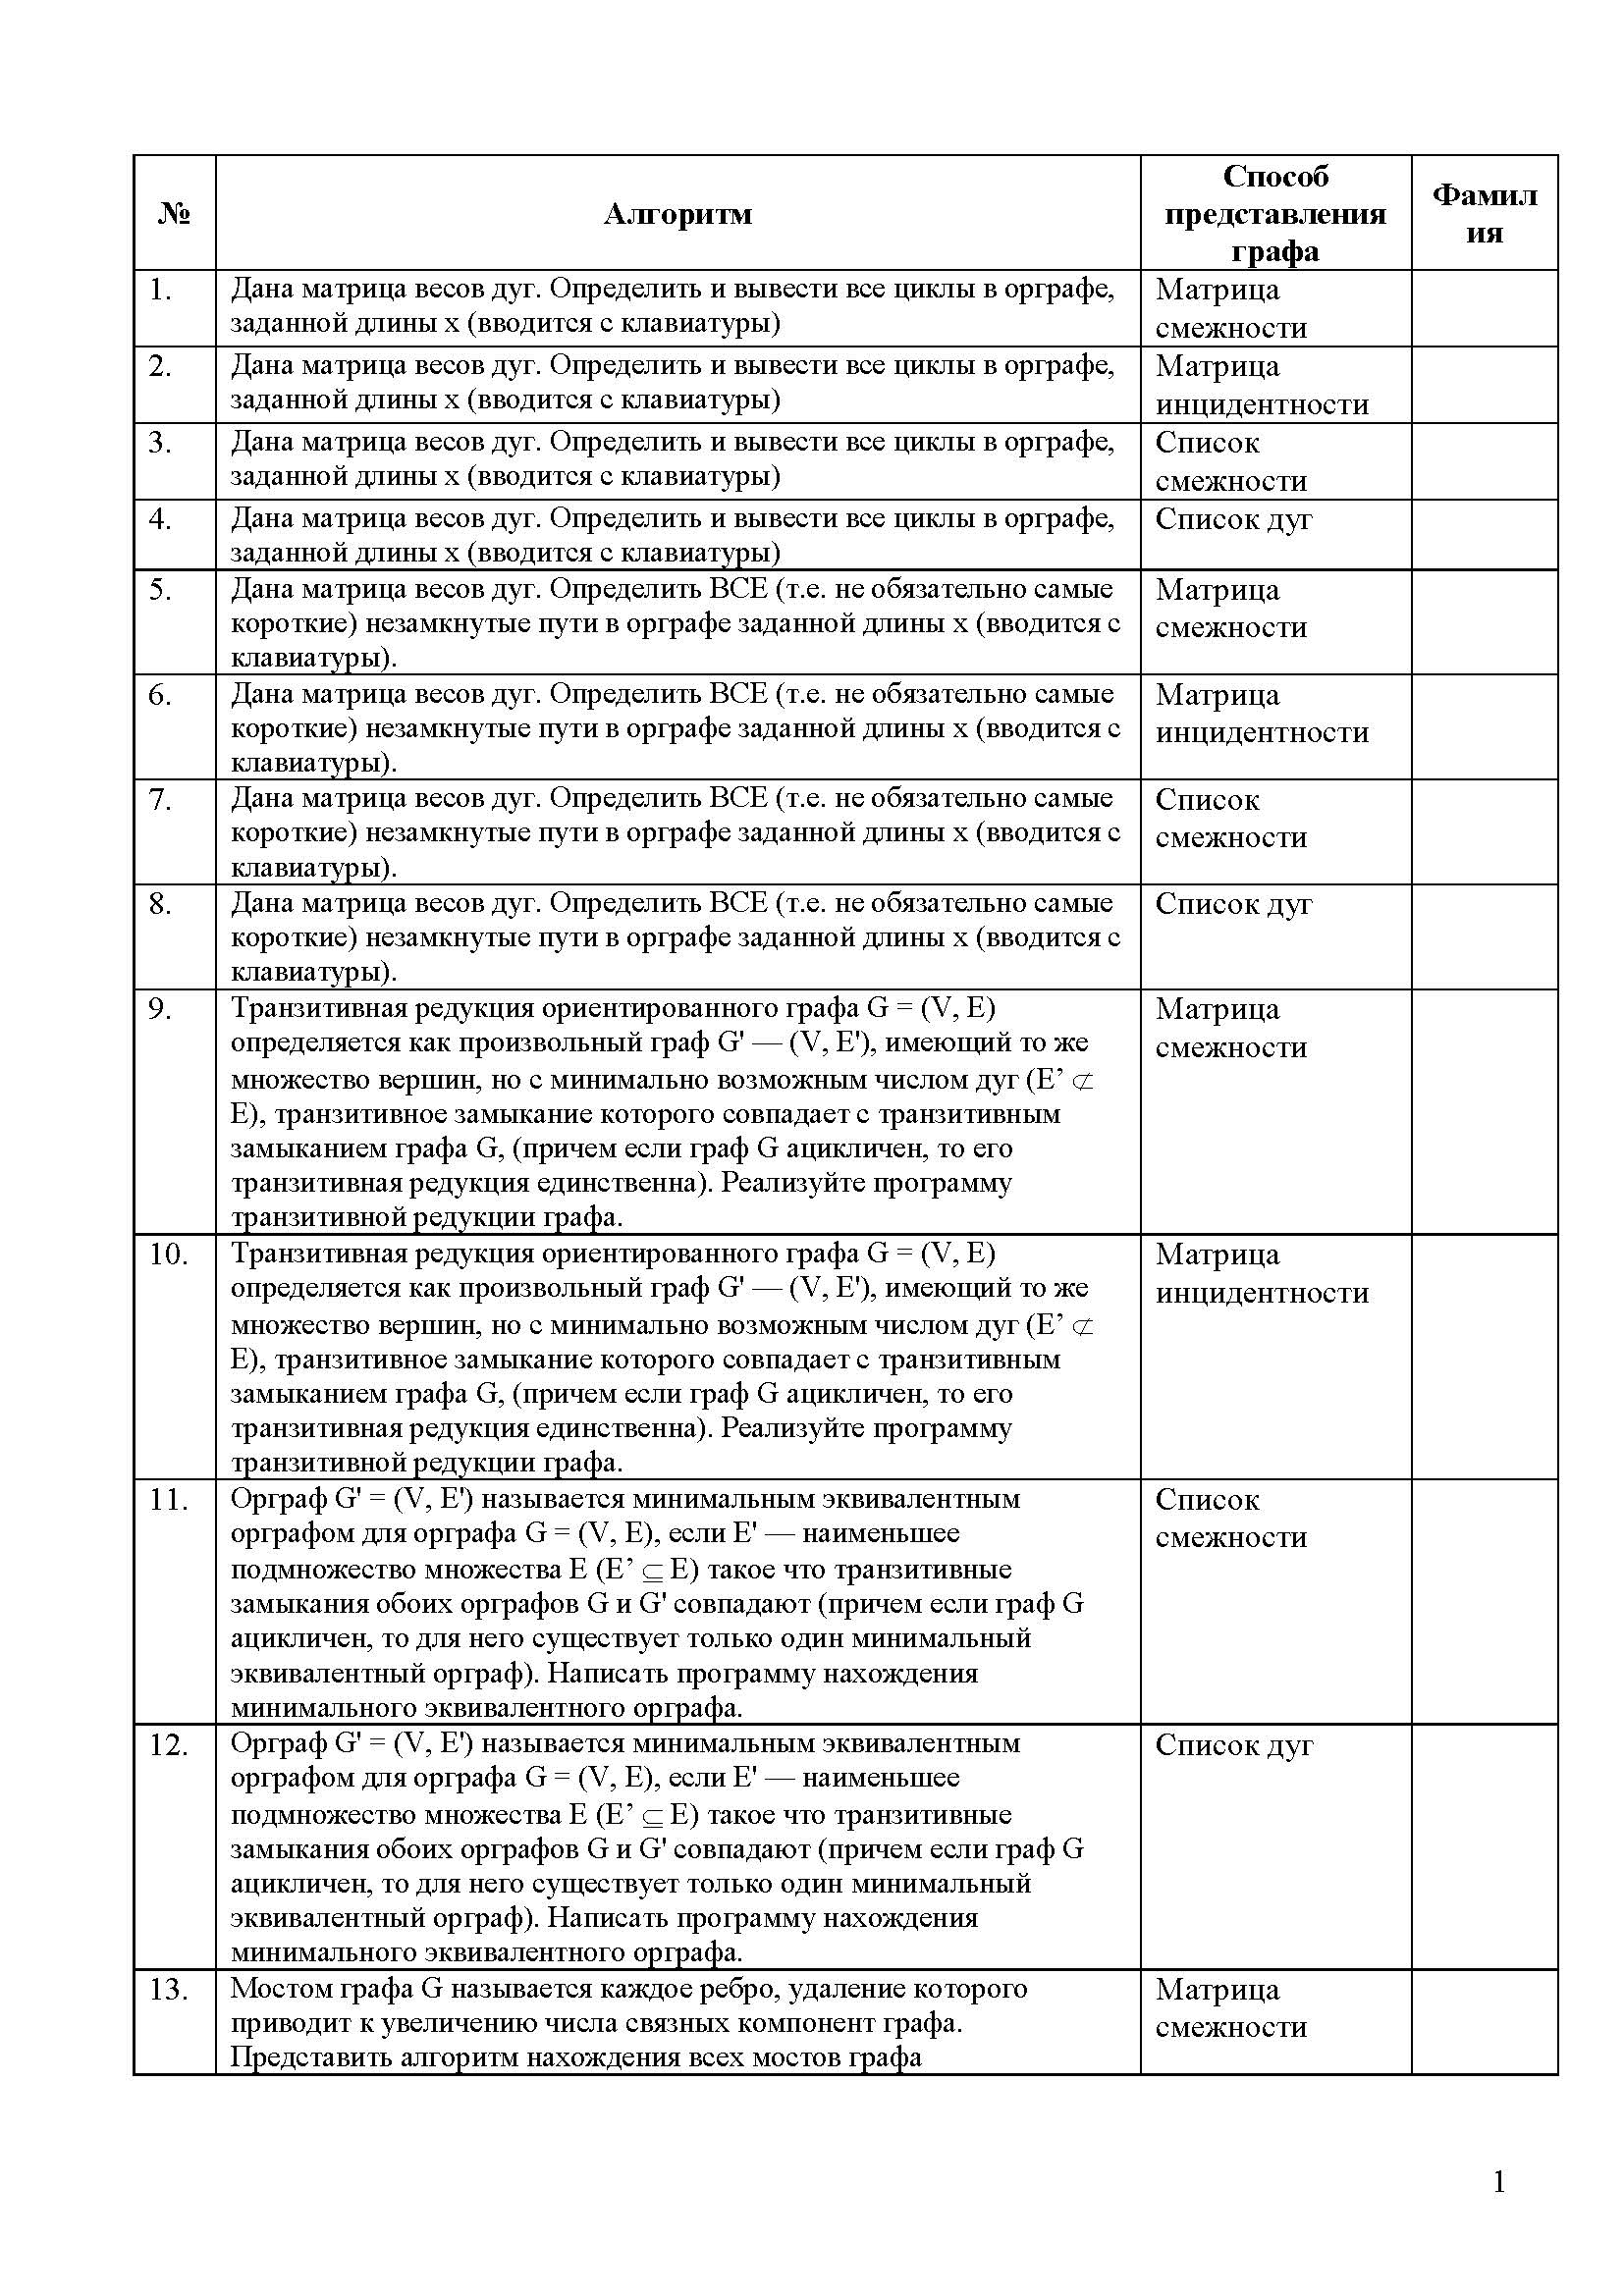 №
Алгоритм
Способ
представления
графа
Фамил
ия
1.
Дана матрица весов дуг. Определить и вывести все циклы в орграфе,
заданной длины x (вводится с клавиатуры)
Матрица
смежности
2.
Дана матрица весов дуг. Определить и вывести все циклы в орграфе,
заданной длины x (вводится с клавиатуры)
Матрица
инцидентности
3.
Дана матрица весов дуг. Определить и вывести все циклы в орграфе,
заданной длины x (вводится с клавиатуры)
Список
смежности
4.
Дана матрица весов дуг. Определить и вывести все циклы в орграфе,
заданной длины x (вводится с клавиатуры)
Список дуг
5.
Дана матрица весов дуг. Определить ВСЕ (т.е. не обязательно самые
короткие) незамкнутые пути в орграфе заданной длины x (вводится с
клавиатуры).
Матрица
смежности
6.
Дана матрица весов дуг. Определить ВСЕ (т.е. не обязательно самые
короткие) незамкнутые пути в орграфе заданной длины x (вводится с
клавиатуры).
Матрица
инцидентности
7.
Дана матрица весов дуг. Определить ВСЕ (т.е. не обязательно самые
короткие) незамкнутые пути в орграфе заданной длины x (вводится с
клавиатуры).
Список
смежности
8.
Дана матрица весов дуг. Определить ВСЕ (т.е. не обязательно самые
короткие) незамкнутые пути в орграфе заданной длины x (вводится с
клавиатуры).
Список дуг
9.
Транзитивная редукция ориентированного графа G = (V, E)
определяется как произвольный граф G' — (V, E'), имеющий то же
множество вершин, но с минимально возможным числом дуг (E’ ⊄
E), транзитивное замыкание которого совпадает с транзитивным
замыканием графа G, (причем если граф G ацикличен, то его
транзитивная редукция единственна). Реализуйте программу
транзитивной редукции графа.
Матрица
смежности
10.
Транзитивная редукция ориентированного графа G = (V, E)
определяется как произвольный граф G' — (V, E'), имеющий то же
множество вершин, но с минимально возможным числом дуг (E’ ⊄
E), транзитивное замыкание которого совпадает с транзитивным
замыканием графа G, (причем если граф G ацикличен, то его
транзитивная редукция единственна). Реализуйте программу
транзитивной редукции графа.
Матрица
инцидентности
11.
Орграф G' = (V, E') называется минимальным эквивалентным
орграфом для орграфа G = (V, E), если E' — наименьшее
подмножество множества E (E’ ⊆ E) такое что транзитивные
замыкания обоих орграфов G и G' совпадают (причем если граф G
ацикличен, то для него существует только один минимальный
эквивалентный орграф). Написать программу нахождения
минимального эквивалентного орграфа.
Список
смежности
12.
Орграф G' = (V, E') называется минимальным эквивалентным
орграфом для орграфа G = (V, E), если E' — наименьшее
подмножество множества E (E’ ⊆ E) такое что транзитивные
замыкания обоих орграфов G и G' совпадают (причем если граф G
ацикличен, то для него существует только один минимальный
эквивалентный орграф). Написать программу нахождения
минимального эквивалентного орграфа.
Список дуг
13.
Мостом графа G называется каждое ребро, удаление которого
приводит к увеличению числа связных компонент графа.
Представить алгоритм нахождения всех мостов графа
Матрица
смежности
1